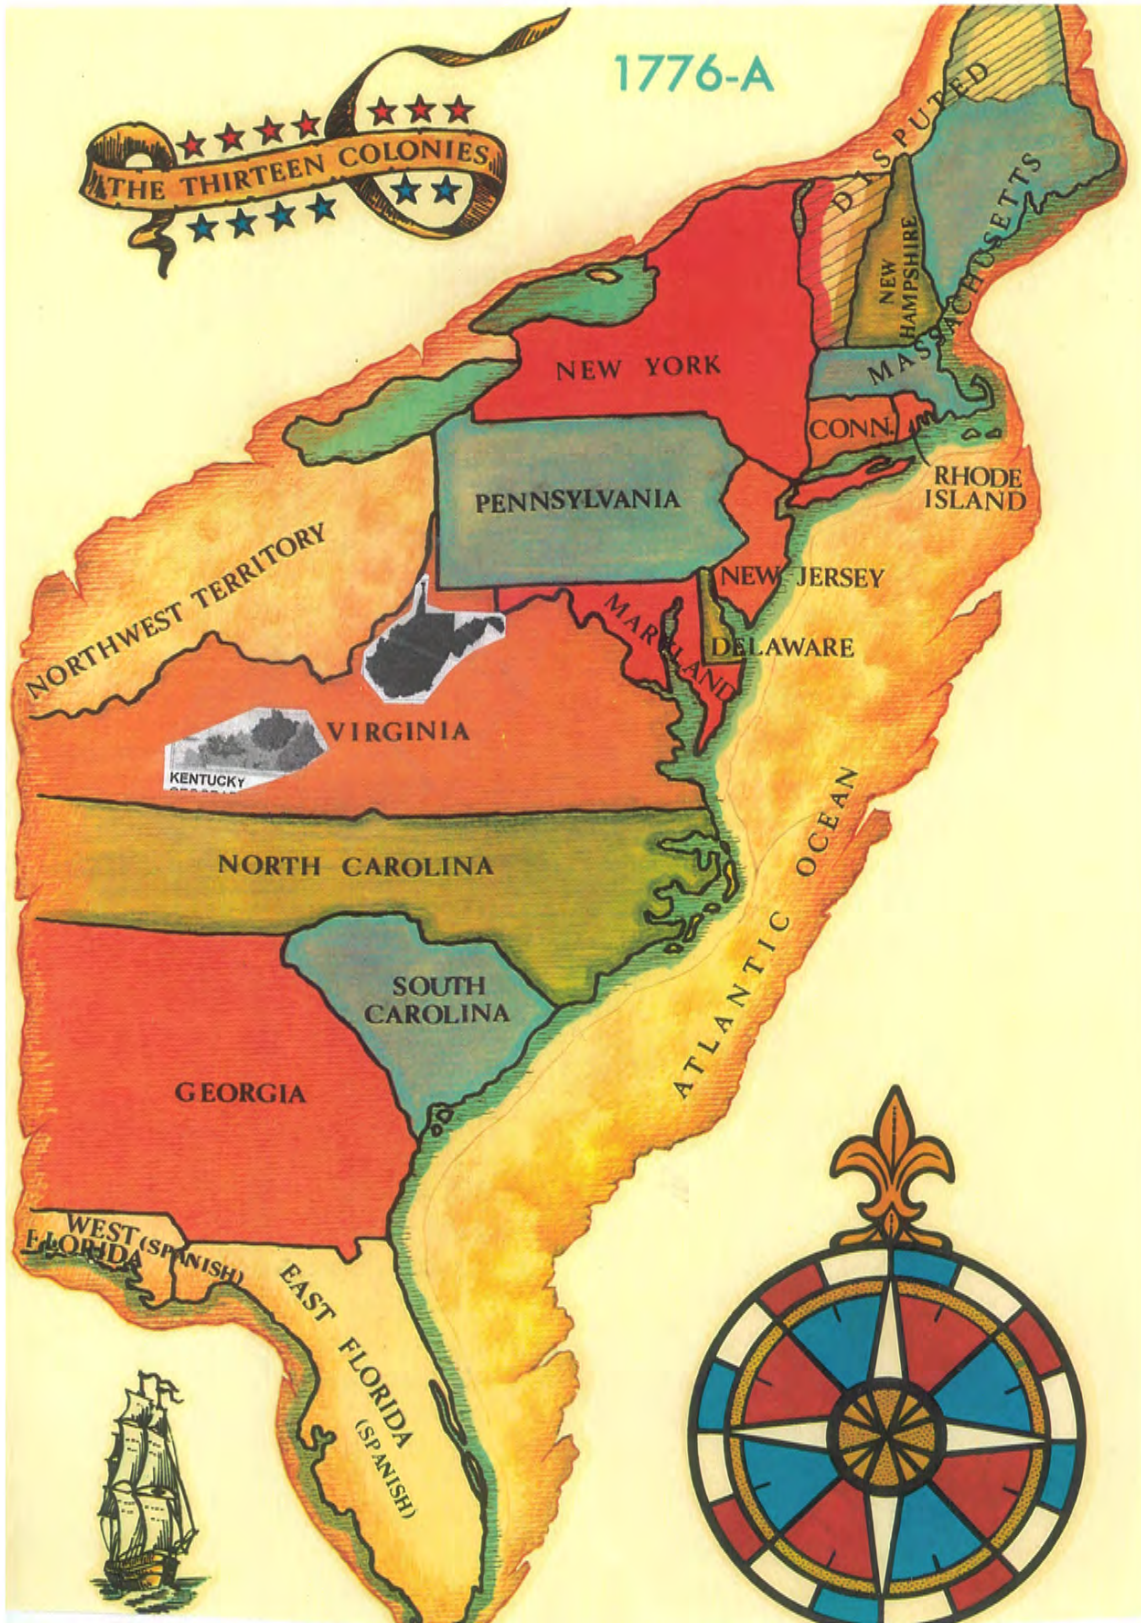 1776-A
THE THIRTEEN COLONIES
DISPUTED
NEW
HAMPSHIRE
MASSACHUSETTS
NEW YORK
CONN.
RHODE
ISLAND
PENNSYLVANIA
NORTHWEST TERRITORY
NEW JERSEY
MARYLAND
DELAWARE
VIRGINIA
KENTUCKY
NORTH CAROLINA
ATLANTIC OCEAN
SOUTH
CAROLINA
GEORGIA
WEST
FLORIDA
(SPANISH)
EAST FLORIDA
(SPANISH)